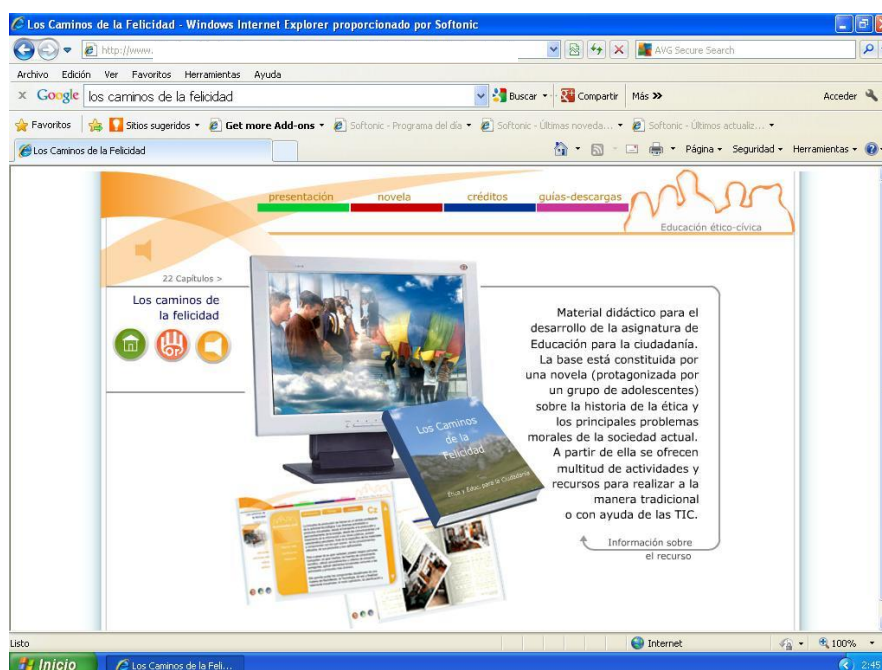 Los Caminos de la Felicidad - Windows Internet Explorer proporcionado por Softonic
http://www.
AVG Secure Search
Archivo Edición Ver Favoritos Herramientas Ayuda
Google los caminos de la felicidad Buscar Compartir Más >> Acceder
Favoritos Sitios sugeridos Get more Add-ons Softonic - Programa del día Softonic - Últimas noveda... Softonic - Últimos actualiz...
Los Caminos de la Felicidad Página Seguridad Herramientas
presentación novela créditos guías-descargas
Educación ético-cívica
22 Capítulos >
Los caminos de
la felicidad
Material didáctico para el
desarrollo de la asignatura de
Educación para la ciudadanía.
La base está constituida por
una novela (protagonizada por
un grupo de adolescentes)
sobre la historia de la ética y
los principales problemas
morales de la sociedad actual.
A partir de ella se ofrecen
multitud de actividades y
recursos para realizar a la
manera tradicional
o con ayuda de las TIC.
Los Caminos
de la
Felicidad
Ética y Educ. para la Ciudadanía
Información sobre
el recurso
Listo Internet 100%
Inicio Los Caminos de la Feli... 2:45